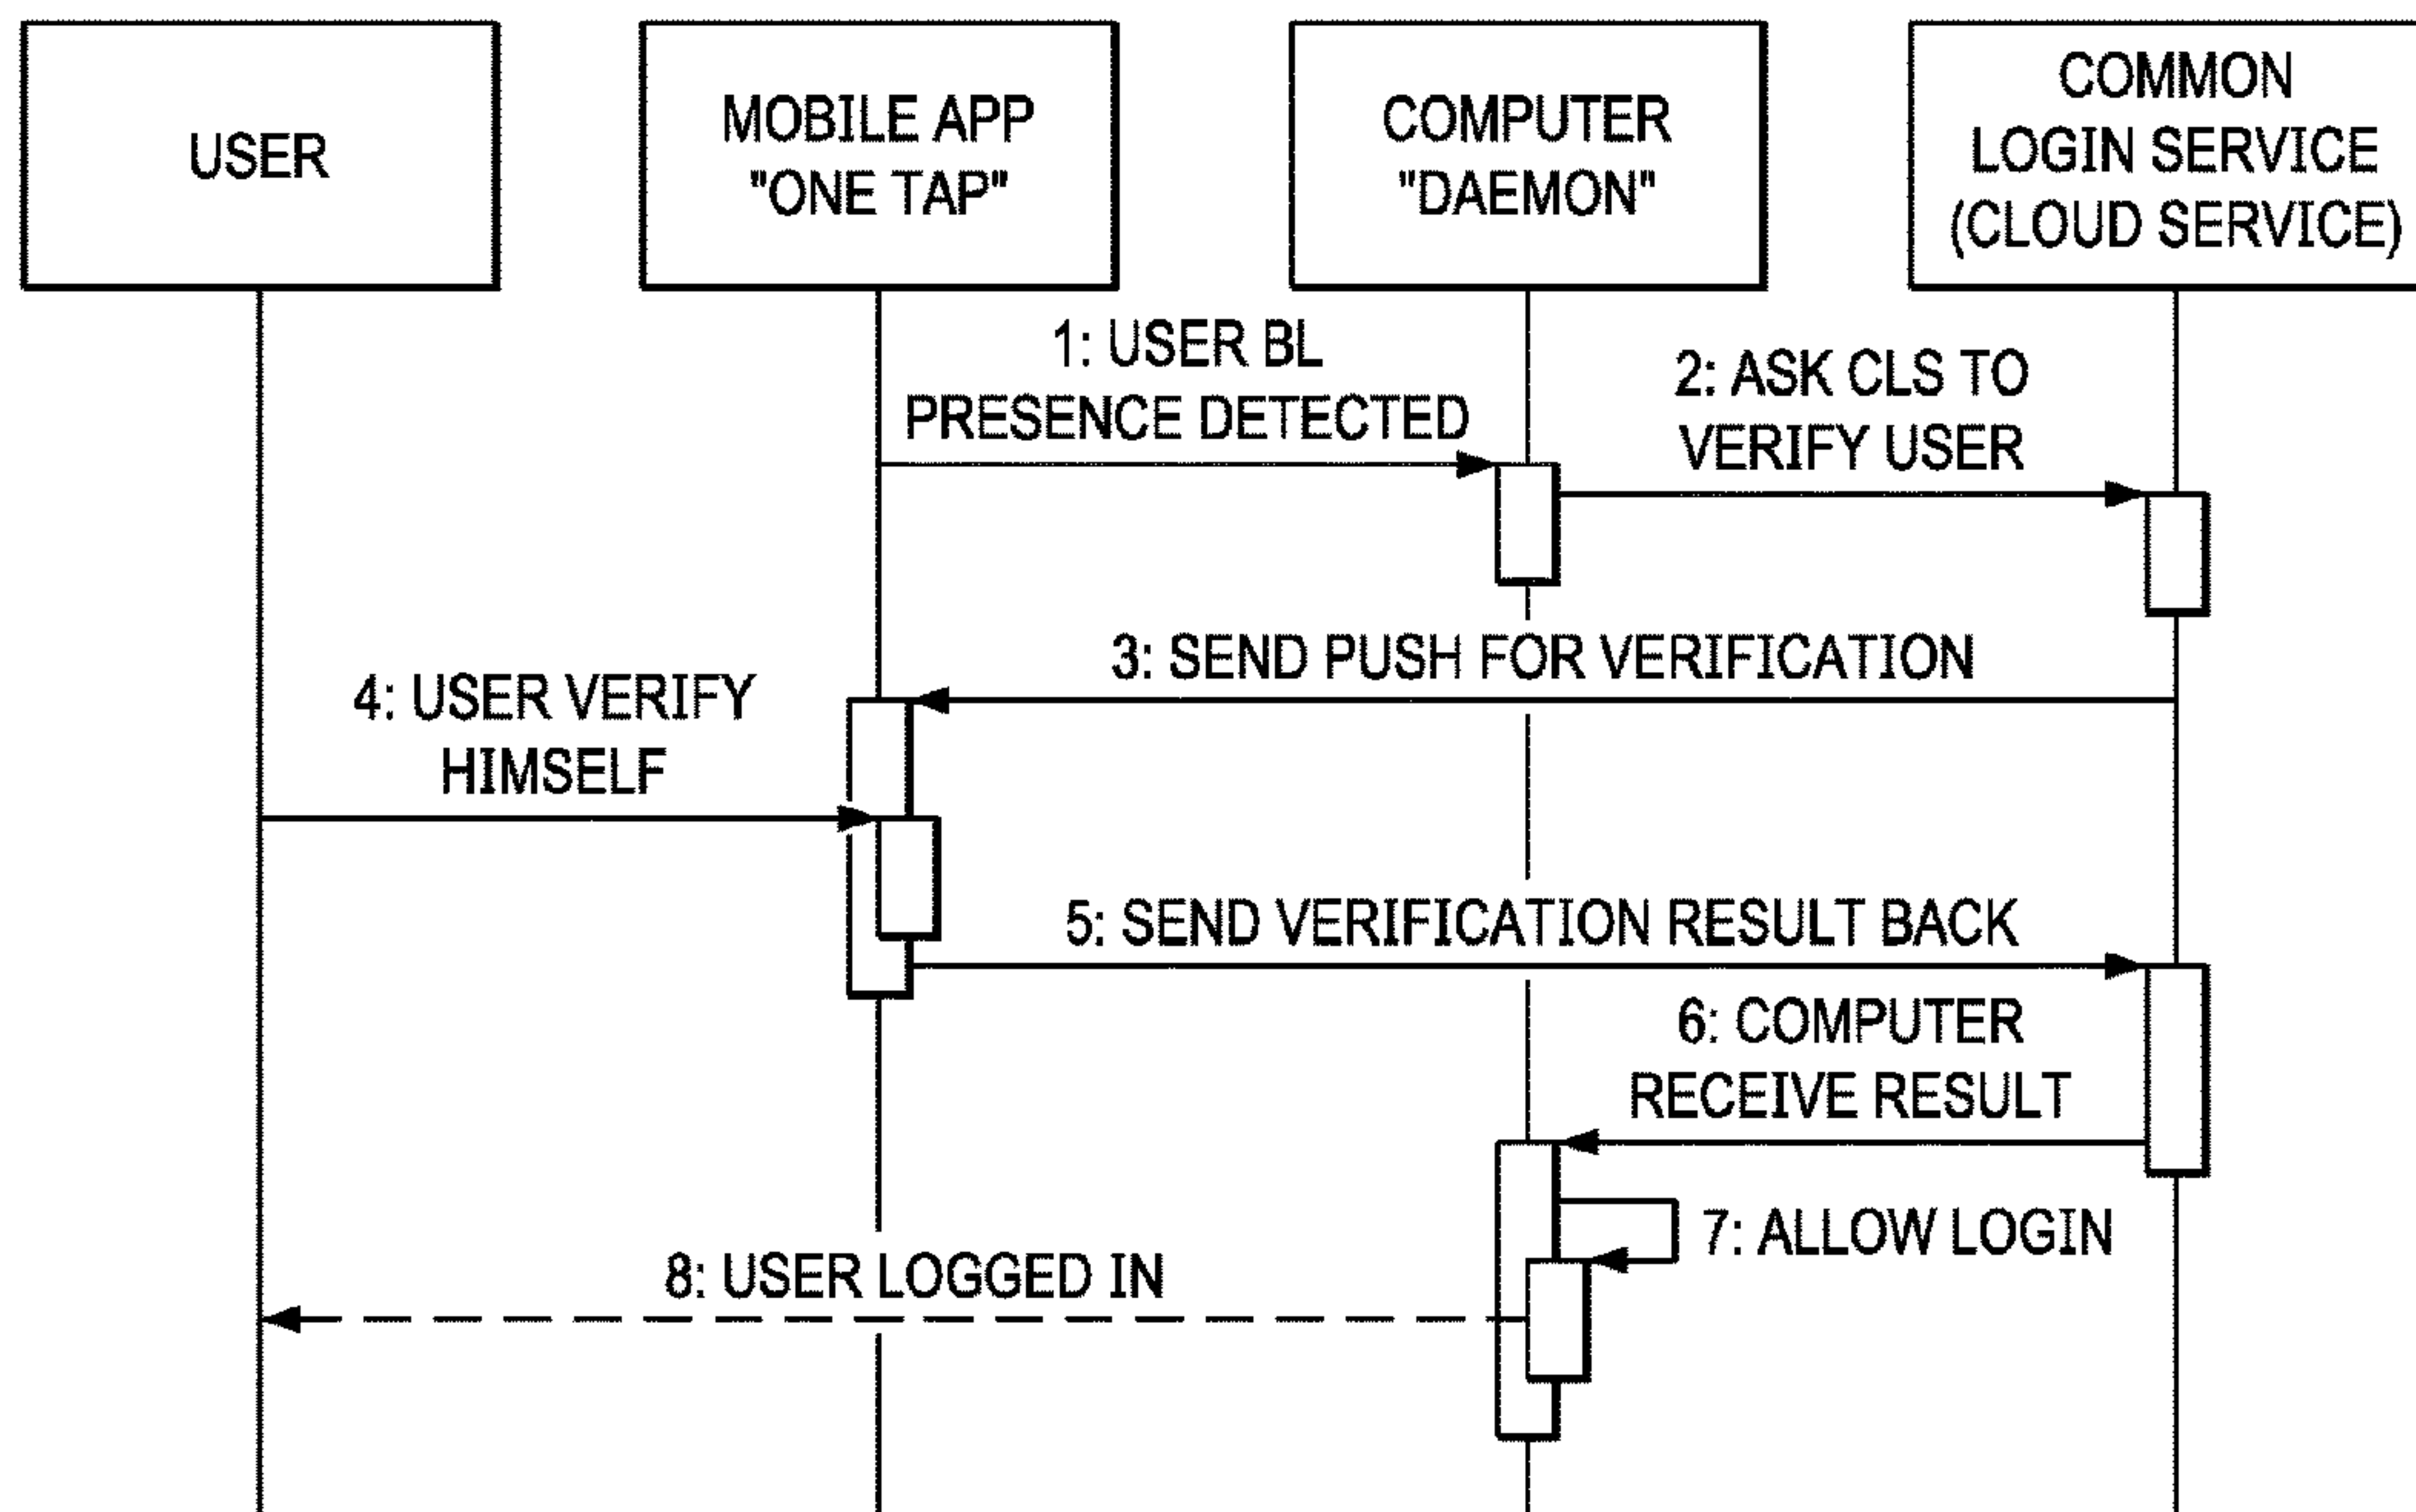 USER
MOBILE APP
"ONE TAP"
COMPUTER
"DAEMON"
COMMON
LOGIN SERVICE
(CLOUD SERVICE)
1: USER BL
PRESENCE DETECTED
2: ASK CLS TO
VERIFY USER
3: SEND PUSH FOR VERIFICATION
4: USER VERIFY
HIMSELF
5: SEND VERIFICATION RESULT BACK
6: COMPUTER
RECEIVE RESULT
7: ALLOW LOGIN
8: USER LOGGED IN